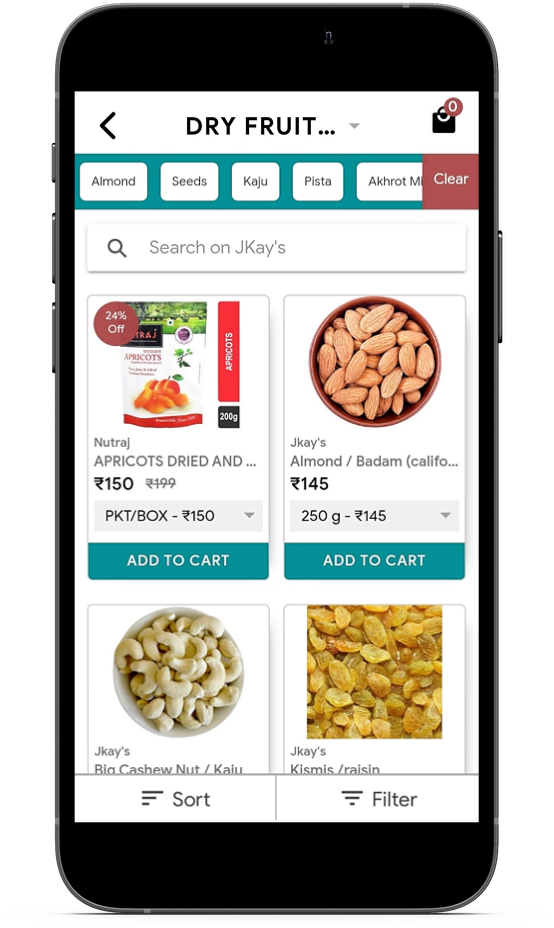 DRY FRUIT...
0
Almond
Seeds
Kaju
Pista
Akhrot Mi
Clear
Search on JKay's
24%
Off
APRICOTS
APRICOTS
200g
Nutraj
APRICOTS DRIED AND ...
₹150 ₹199
PKT/BOX - ₹150
ADD TO CART
Jkay's
Almond / Badam (califo...
₹145
250 g - ₹145
ADD TO CART
Jkay's
Big Cashew Nut / Kaju
Jkay's
Kismis /raisin
Sort
Filter